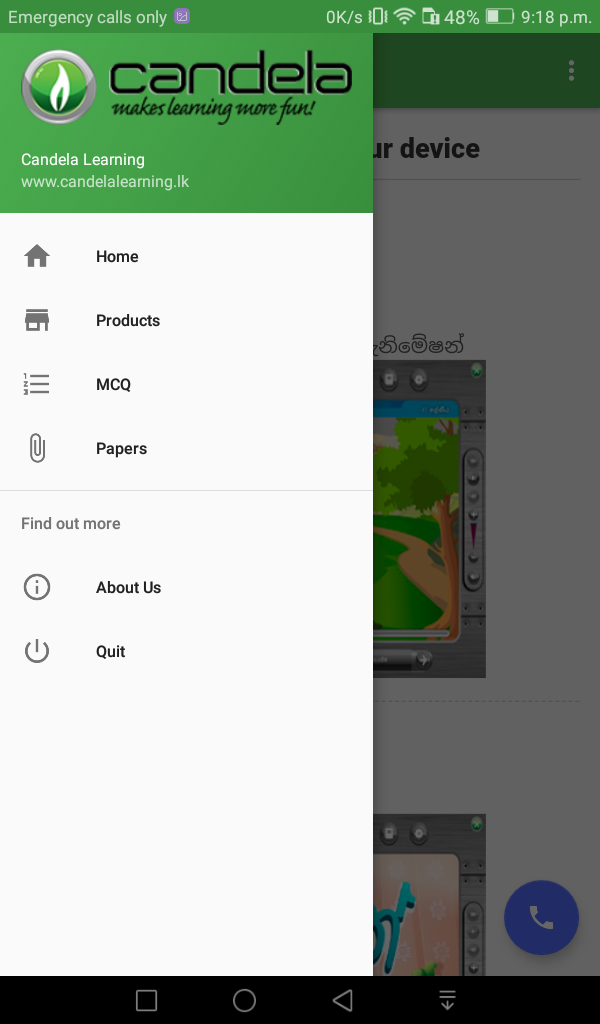 Emergency calls only
0K/s 48% 9:18 p.m.
candela
makes learning more fun!
Candela Learning
www.candelalearning.lk
ur device
Home
Products
MCQ
Papers
Find out more
About Us
Quit
නිමේෂන්